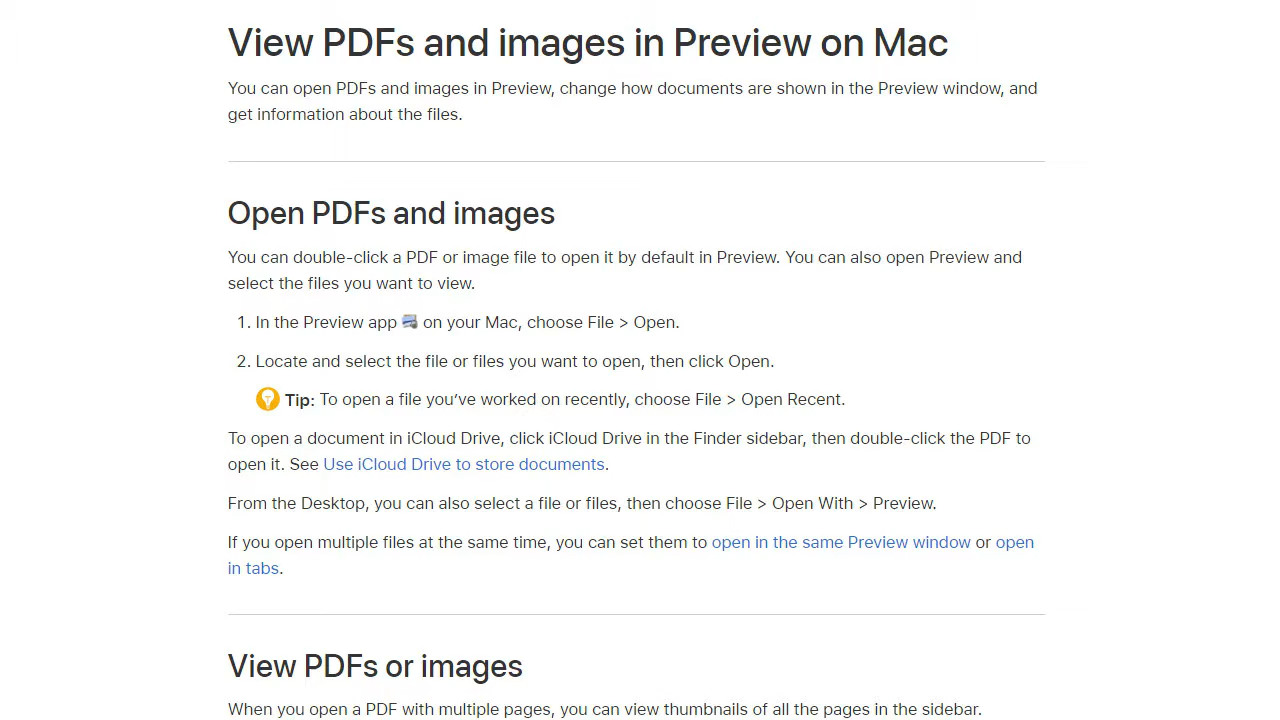 View PDFs and images in Preview on Mac
You can open PDFs and images in Preview, change how documents are shown in the Preview window, and
get information about the files.
Open PDFs and images
You can double-click a PDF or image file to open it by default in Preview. You can also open Preview and
select the files you want to view.
1. In the Preview app on your Mac, choose File > Open.
2. Locate and select the file or files you want to open, then click Open.
Tip: To open a file you’ve worked on recently, choose File > Open Recent.
To open a document in iCloud Drive, click iCloud Drive in the Finder sidebar, then double-click the PDF to
open it. See Use iCloud Drive to store documents.
From the Desktop, you can also select a file or files, then choose File > Open With > Preview.
If you open multiple files at the same time, you can set them to open in the same Preview window or open
in tabs.
View PDFs or images
When you open a PDF with multiple pages, you can view thumbnails of all the pages in the sidebar.